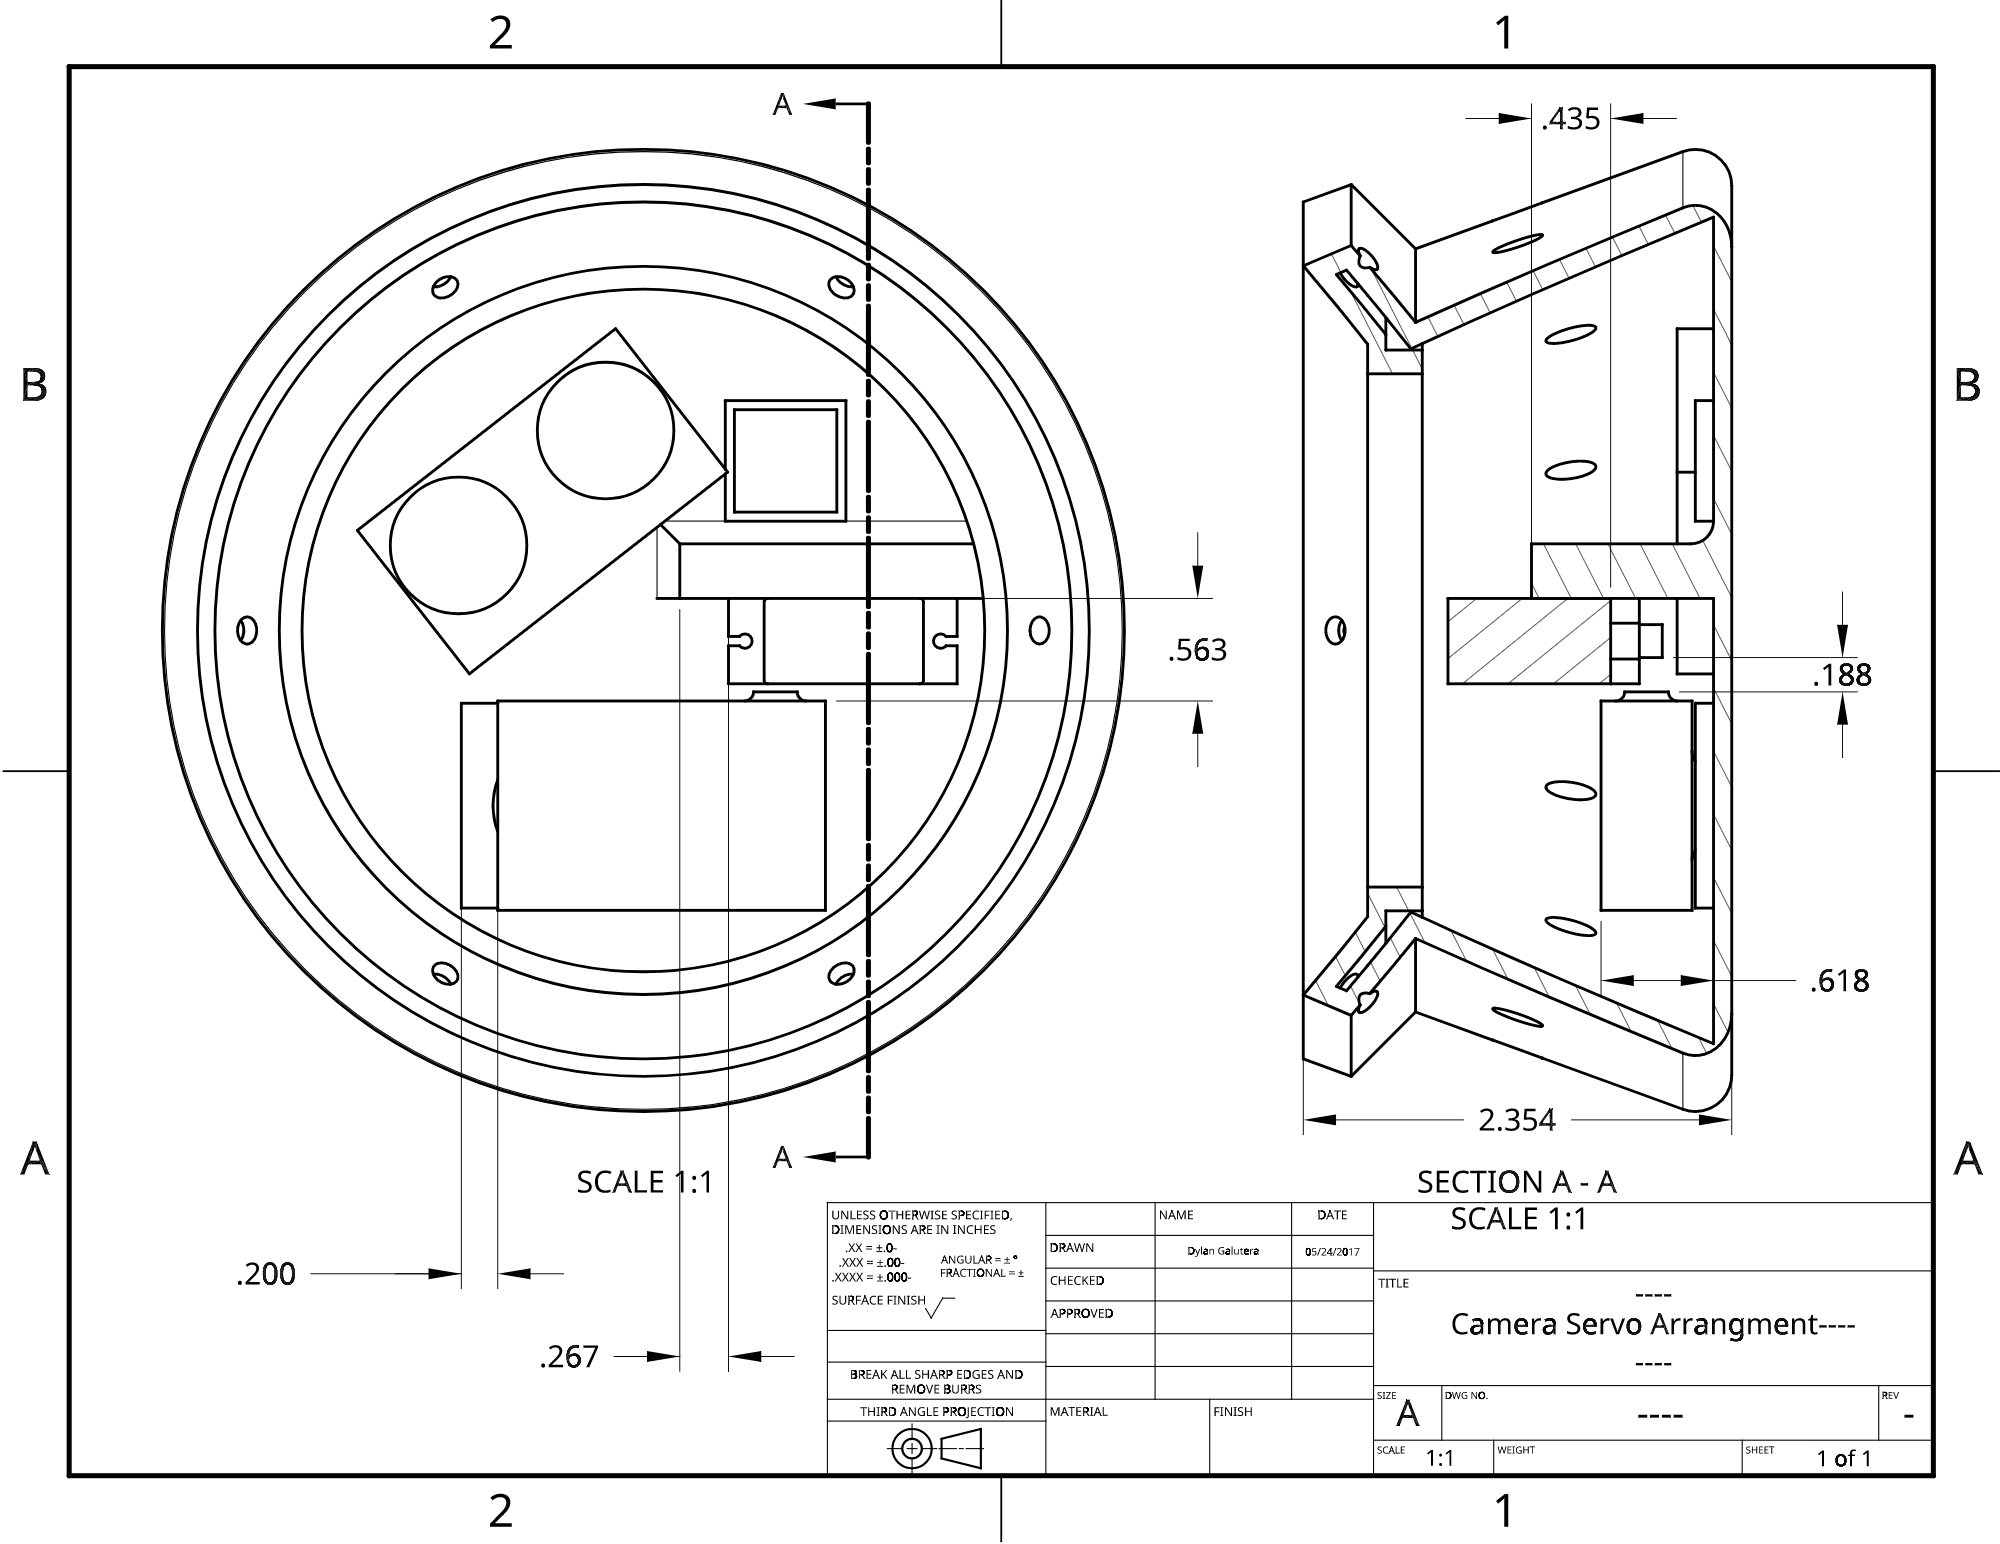 2
1
A
.435
B
B
.563
.188
.618
2.354
A
A
A
SCALE 1:1
SECTION A - A
SCALE 1:1
.200
.267
UNLESS OTHERWISE SPECIFIED,
DIMENSIONS ARE IN INCHES
.XX = ±.0-
.XXX = ±.00-
.XXXX = ±.000-
ANGULAR = ± °
FRACTIONAL = ±
SURFACE FINISH
BREAK ALL SHARP EDGES AND
REMOVE BURRS
THIRD ANGLE PROJECTION
NAME
DATE
DRAWN
Dylan Galutera
05/24/2017
CHECKED
APPROVED
MATERIAL
FINISH
TITLE
----
Camera Servo Arrangment----
----
SIZE
A
DWG NO.
----
REV
-
SCALE
1:1
WEIGHT
SHEET
1 of 1
2
1